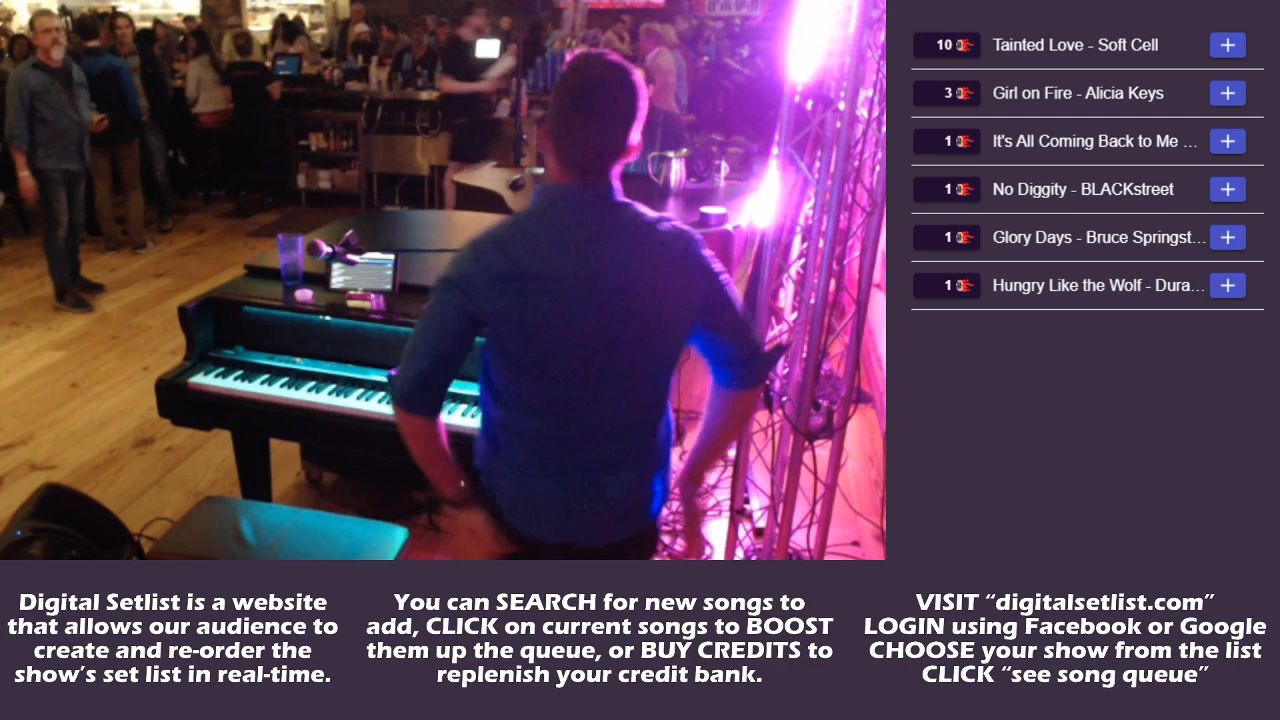 10 Tainted Love - Soft Cell +
3 Girl on Fire - Alicia Keys +
1 It's All Coming Back to Me ... +
1 No Diggity - BLACKstreet +
1 Glory Days - Bruce Springst... +
1 Hungry Like the Wolf - Dura... +
Digital Setlist is a website
that allows our audience to
create and re-order the
show's set list in real-time.
You can SEARCH for new songs to
add, CLICK on current songs to BOOST
them up the queue, or BUY CREDITS to
replenish your credit bank.
VISIT “digitalsetlist.com”
LOGIN using Facebook or Google
CHOOSE your show from the list
CLICK “see song queue”